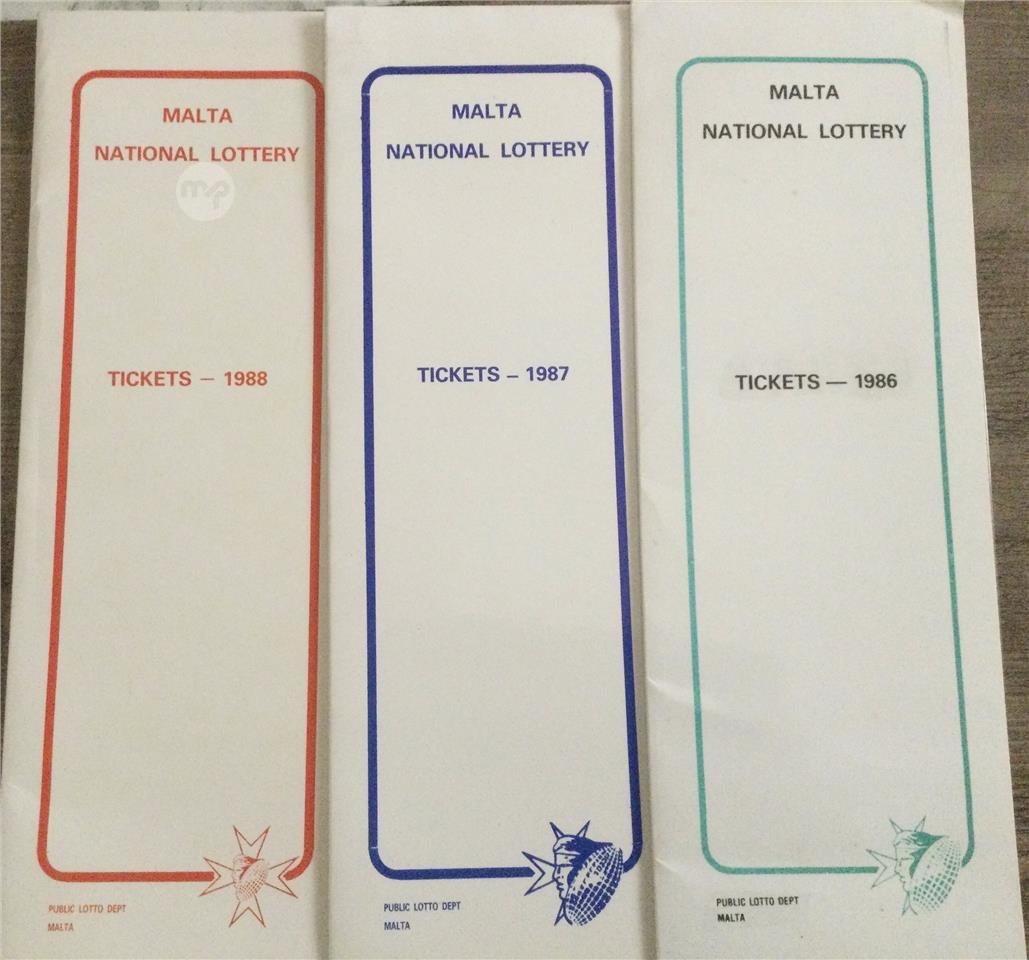 MALTA
NATIONAL LOTTERY
mp
TICKETS – 1988
PUBLIC LOTTO DEPT
MALTA
MALTA
NATIONAL LOTTERY
TICKETS – 1987
PUBLIC LOTTO DEPT
MALTA
MALTA
NATIONAL LOTTERY
TICKETS — 1986
PUBLIC LOTTO DEPT
MALTA